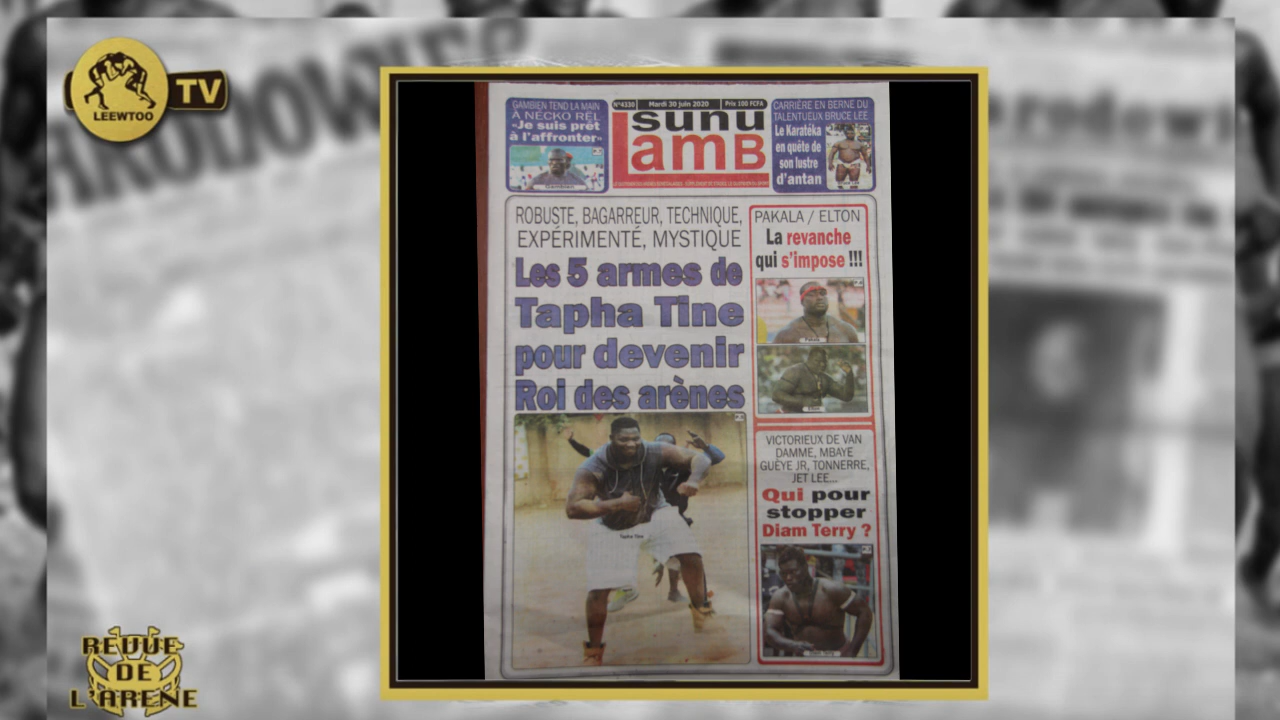 LEEWTOO
TV
GAMBIEN TEND LA MAIN
À NÉCKO REL
«Je suis prêt
à l'affronter»
N°4330
Mardi 30 juin 2020
Prix 100 FCFA
sunu
Lamb
CARRIÈRE EN BERNE DU
TALENTUEUX BRUCE LEE
Le Karatéka
en quête de
son lustre
d'antan
ROBUSTE, BAGARREUR, TECHNIQUE,
EXPÉRIMENTÉ, MYSTIQUE
Les 5 armes de
Tapha Tine
pour devenir
Roi des arènes
Tapha Tine
PAKALA / ELTON
La revanche
qui s'impose !!!
Pakala
VICTORIEUX DE VAN
DAMME, MBAYE
GUÈYE JR, TONNERRE,
JET LEE...
Qui pour
stopper
Diam Terry ?
REVUE
DE
L'ARENE